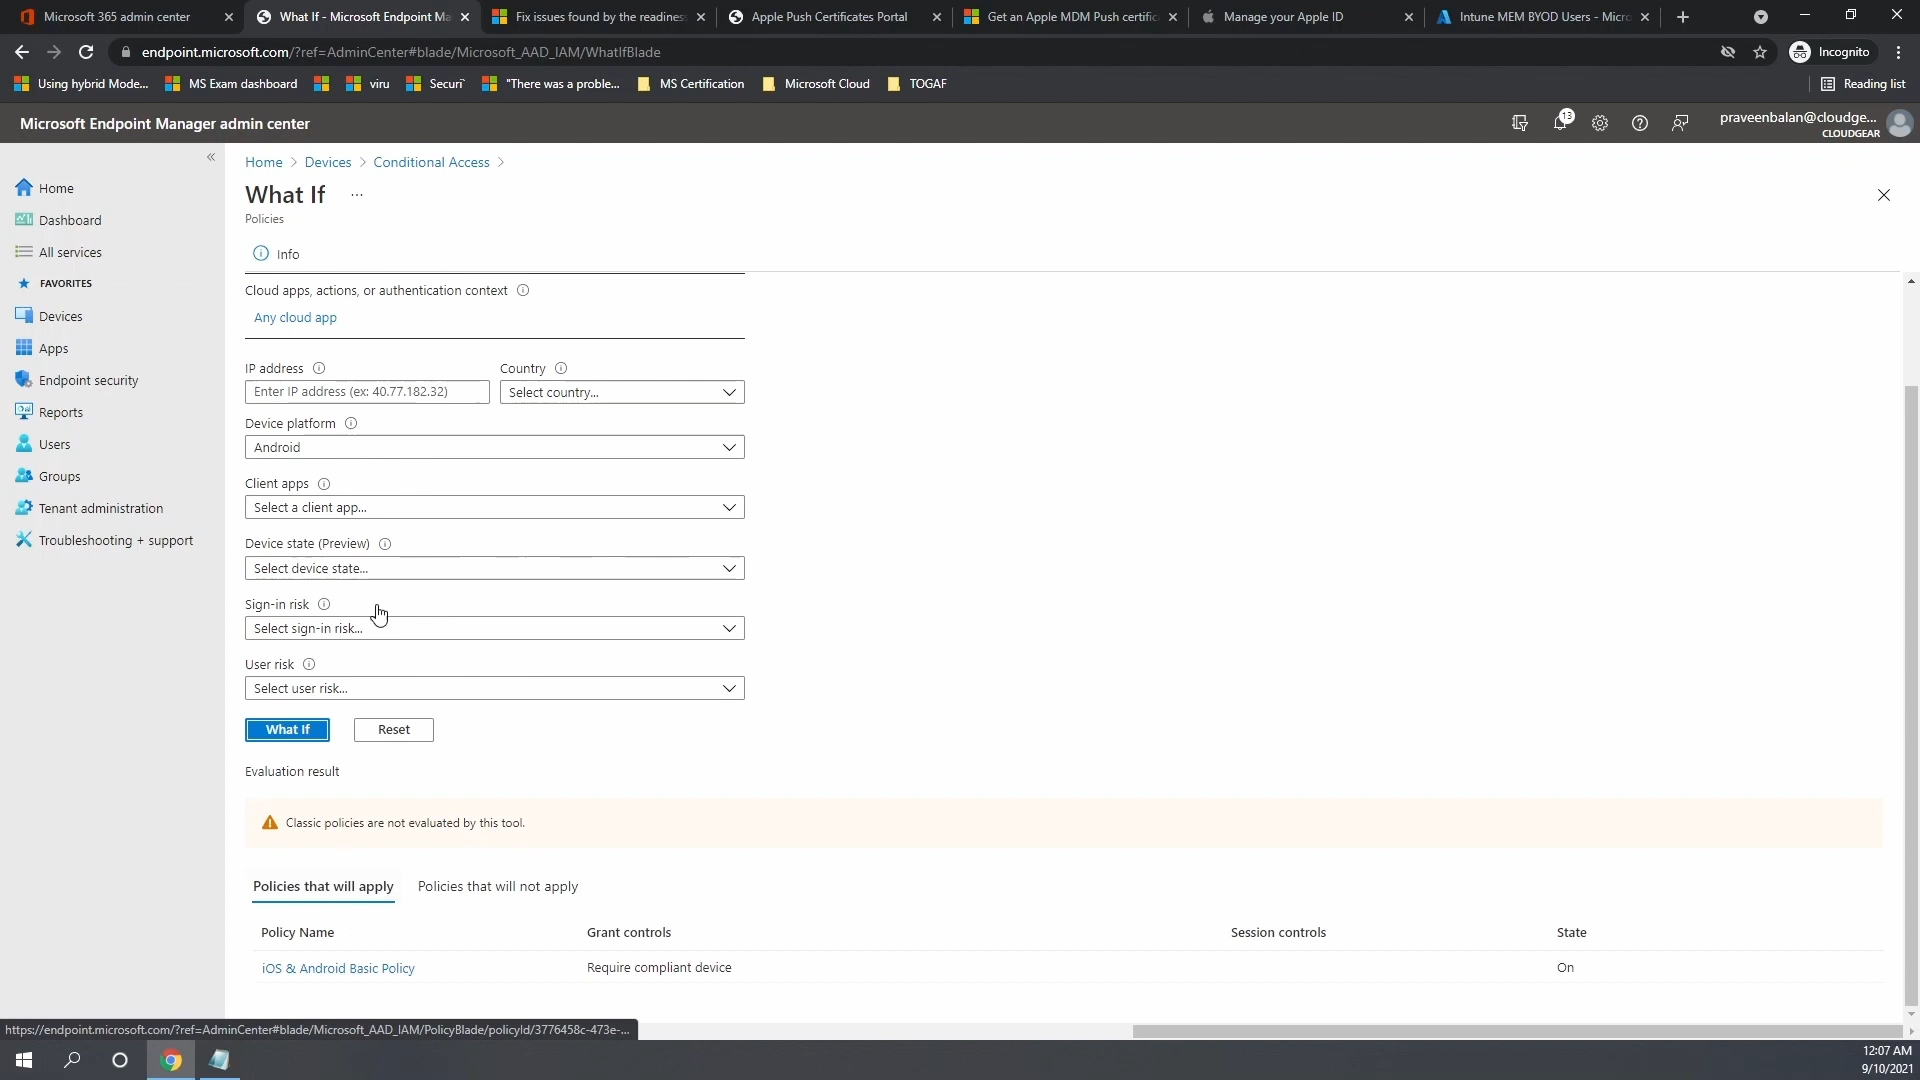 Microsoft 365 admin center
What If - Microsoft Endpoint Ma
Fix issues found by the readines
Apple Push Certificates Portal
Get an Apple MDM Push certific
Manage your Apple ID
Intune MEM BYOD Users - Micro
endpoint.microsoft.com/?ref=AdminCenter#blade/Microsoft_AAD_IAM/WhatIfBlade
Incognito
Using hybrid Mode...
MS Exam dashboard
viru
Securi
"There was a proble...
MS Certification
Microsoft Cloud
TOGAF
Reading list
Microsoft Endpoint Manager admin center
13
praveenbalan@cloudge...
CLOUDGEAR
Home
Dashboard
All services
FAVORITES
Devices
Apps
Endpoint security
Reports
Users
Groups
Tenant administration
Troubleshooting + support
Home > Devices > Conditional Access >
What If ...
Policies
Info
Cloud apps, actions, or authentication context
Any cloud app
IP address
Country
Enter IP address (ex: 40.77.182.32)
Select country...
Device platform
Android
Client apps
Select a client app...
Device state (Preview)
Select device state...
Sign-in risk
Select sign-in risk...
User risk
Select user risk...
What If
Reset
Evaluation result
Classic policies are not evaluated by this tool.
Policies that will apply
Policies that will not apply
Policy Name
Grant controls
Session controls
State
iOS & Android Basic Policy
Require compliant device
On
https://endpoint.microsoft.com/?ref=AdminCenter#blade/Microsoft_AAD_IAM/PolicyBlade/policyId/3776458c-473e-...
12:07 AM
9/10/2021